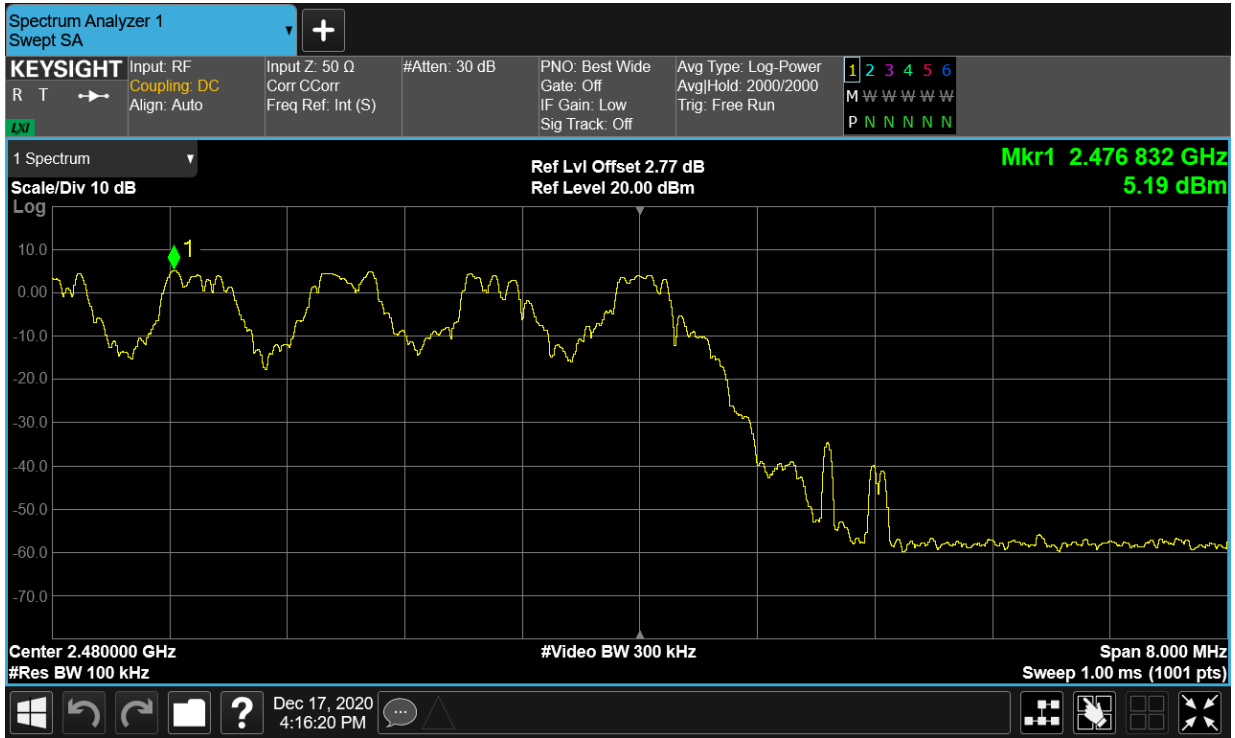 Spectrum Analyzer 1
Swept SA
KEYSIGHT
R T
LXI
Input: RF
Coupling: DC
Align: Auto
Input Z: 50 Ω
Corr CCorr
Freq Ref: Int (S)
#Atten: 30 dB
PNO: Best Wide
Gate: Off
IF Gain: Low
Sig Track: Off
Avg Type: Log-Power
Avg|Hold: 2000/2000
Trig: Free Run
1 2 3 4 5 6
M W W W W W
P N N N N N
1 Spectrum
Scale/Div 10 dB
Log
Ref Lvl Offset 2.77 dB
Ref Level 20.00 dBm
Mkr1 2.476 832 GHz
5.19 dBm
1
10.0
0.00
-10.0
-20.0
-30.0
-40.0
-50.0
-60.0
-70.0
Center 2.480000 GHz
#Res BW 100 kHz
#Video BW 300 kHz
Span 8.000 MHz
Sweep 1.00 ms (1001 pts)
?
Dec 17, 2020
4:16:20 PM